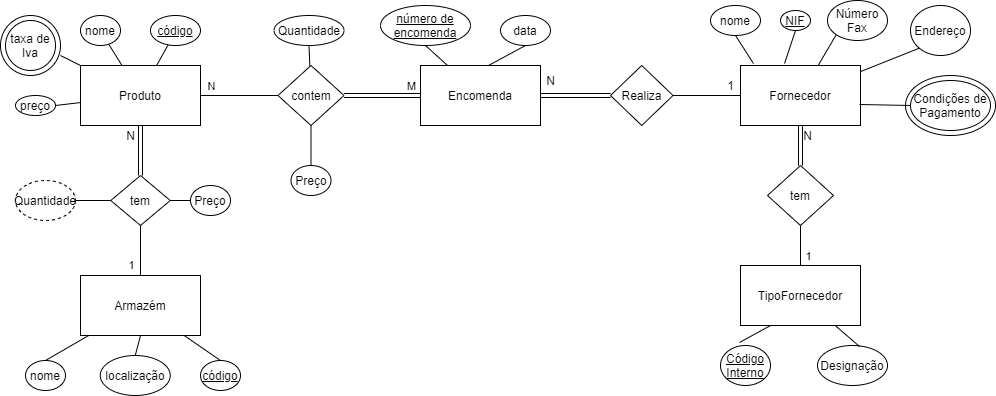 taxa de
Iva
nome
código
preço
Produto
N
Quantidade
contem
Preço
M
número de
encomenda
data
Encomenda
N
Realiza
1
nome
NIF
Número
Fax
Endereço
Fornecedor
Condições de
Pagamento
N
N
Quantidade
tem
Preço
tem
1
1
Armazém
TipoFornecedor
nome
localização
código
Código
Interno
Designação